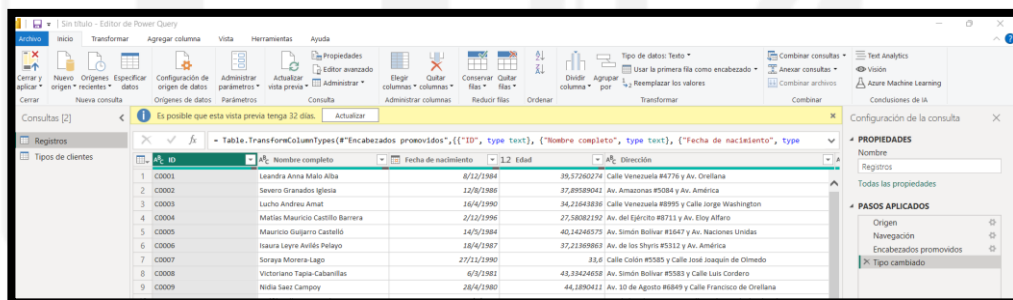 Sin título - Editor de Power Query
Archivo Inicio Transformar Agregar columna Vista Herramientas Ayuda
Cerrar y aplicar
Nuevo origen
Orígenes recientes
Especificar datos
Configuración de origen de datos
Administrar parámetros
Actualizar vista previa
Propiedades
Editor avanzado
Administrar
Elegir columnas
Quitar columnas
Conservar filas
Quitar filas
Dividir columna
Agrupar por
Tipo de datos: Texto
Usar la primera fila como encabezado
Reemplazar los valores
Combinar consultas
Anexar consultas
Combinar archivos
Text Analytics
Visión
Azure Machine Learning
Cerrar Nueva consulta Orígenes de datos Parámetros Consulta Administrar columnas Reducir filas Ordenar Transformar Combinar Conclusiones de IA
Consultas [2]
Registros
Tipos de clientes
Es posible que esta vista previa tenga 32 días. Actualizar
fx = Table.TransformColumnTypes(#"Encabezados promovidos",{{"ID", type text}, {"Nombre completo", type text}, {"Fecha de nacimiento", type
ABC ID ABC Nombre completo Fecha de nacimiento 1.2 Edad ABC Dirección
1 C0001 Leandra Anna Malo Alba 8/12/1984 39,57260274 Calle Venezuela #4776 y Av. Orellana
2 C0002 Severo Granados Iglesia 12/8/1986 37,89589041 Av. Amazonas #5084 y Av. América
3 C0003 Lucho Andreu Amat 16/4/1990 34,21643836 Calle Venezuela #8995 y Calle Jorge Washington
4 C0004 Matías Mauricio Castillo Barrera 2/12/1996 27,58082192 Av. del Ejército #8711 y Av. Eloy Alfaro
5 C0005 Mauricio Guijarro Castelló 14/5/1984 40,14246575 Av. Simón Bolívar #1647 y Av. Naciones Unidas
6 C0006 Isaura Leyre Avilés Pelayo 18/4/1987 37,21369863 Av. de los Shyris #5312 y Av. América
7 C0007 Soraya Morera-Lago 27/11/1990 33,6 Calle Colón #5585 y Calle José Joaquín de Olmedo
8 C0008 Victoriano Tapia-Cabanillas 6/3/1981 43,33424658 Av. Simón Bolívar #5583 y Calle Luis Cordero
9 C0009 Nidia Saez Campoy 28/4/1980 44,1890411 Av. 10 de Agosto #6849 y Calle Francisco de Orellana
Configuración de la consulta
PROPIEDADES
Nombre
Registros
Todas las propiedades
PASOS APLICADOS
Origen
Navegación
Encabezados promovidos
Tipo cambiado